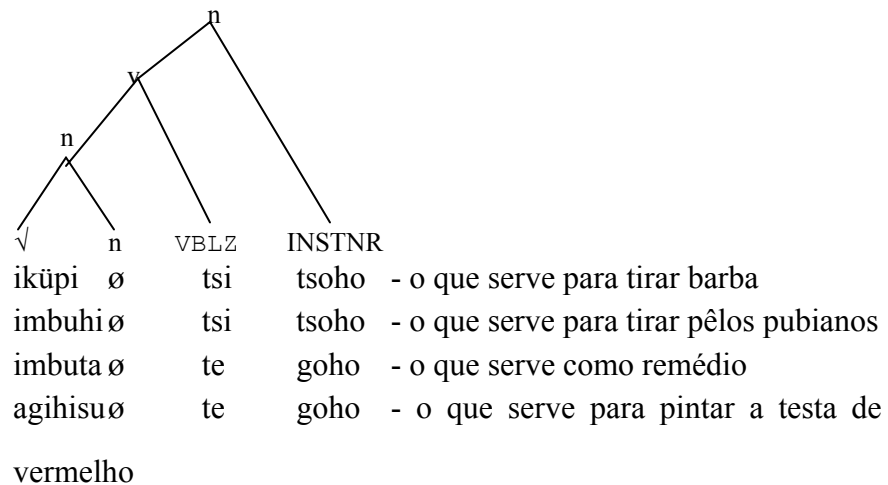 n
v
n
√ n VBLZ INSTNR
iküpi ø tsi tsoho - o que serve para tirar barba
imbuhi ø tsi tsoho - o que serve para tirar pêlos pubianos
imbuta ø te goho - o que serve como remédio
agihisu ø te goho - o que serve para pintar a testa de
vermelho